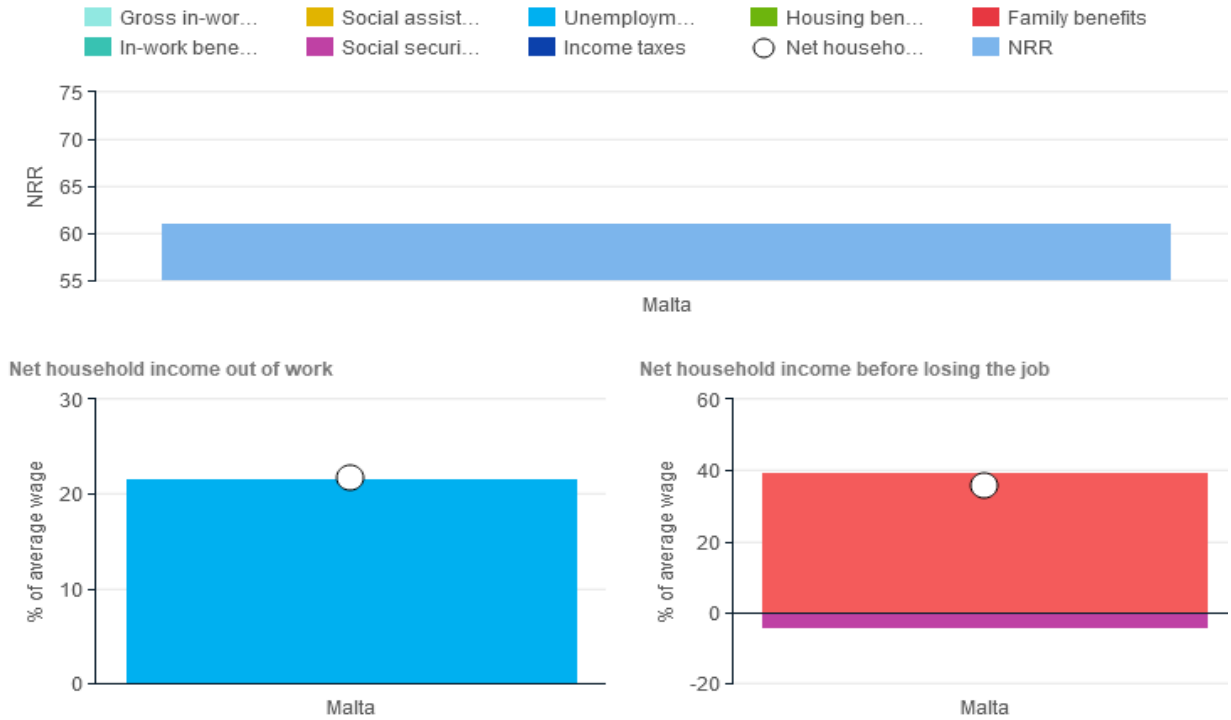 Gross in-wor… Social assist… Unemploym… Housing ben… Family benefits
In-work bene… Social securi… Income taxes Net househo… NRR
75
70
65
60
55
NRR
Malta
Net household income out of work
30
20
10
0
% of average wage
Malta
Net household income before losing the job
60
40
20
0
-20
% of average wage
Malta